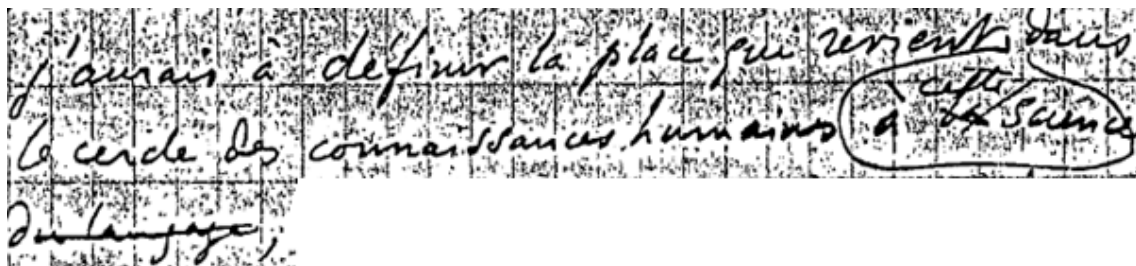 j'aurais à définir la place qui revient dans
cette
le cercle des connaissances humaines à la Science
du langage,